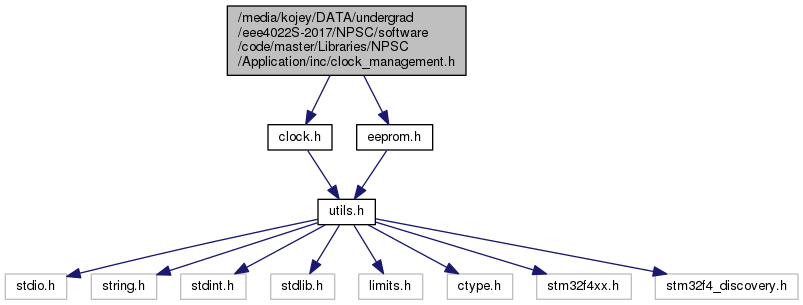 /media/kojey/DATA/undergrad
/eee4022S-2017/NPSC/software
/code/master/Libraries/NPSC
/Application/inc/clock_management.h
clock.h
eeprom.h
utils.h
stdio.h
string.h
stdint.h
stdlib.h
limits.h
ctype.h
stm32f4xx.h
stm32f4_discovery.h